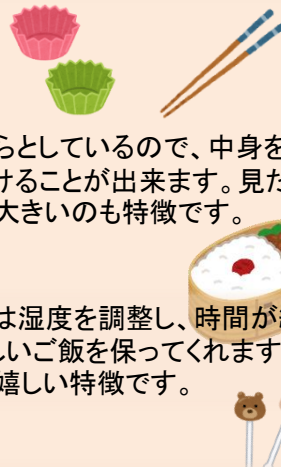 らとしているので、中身を
けることが出来ます。見た
大きいのも特徴です。
は湿度を調整し、時間が
しいご飯を保ってくれます
嬉しい特徴です。